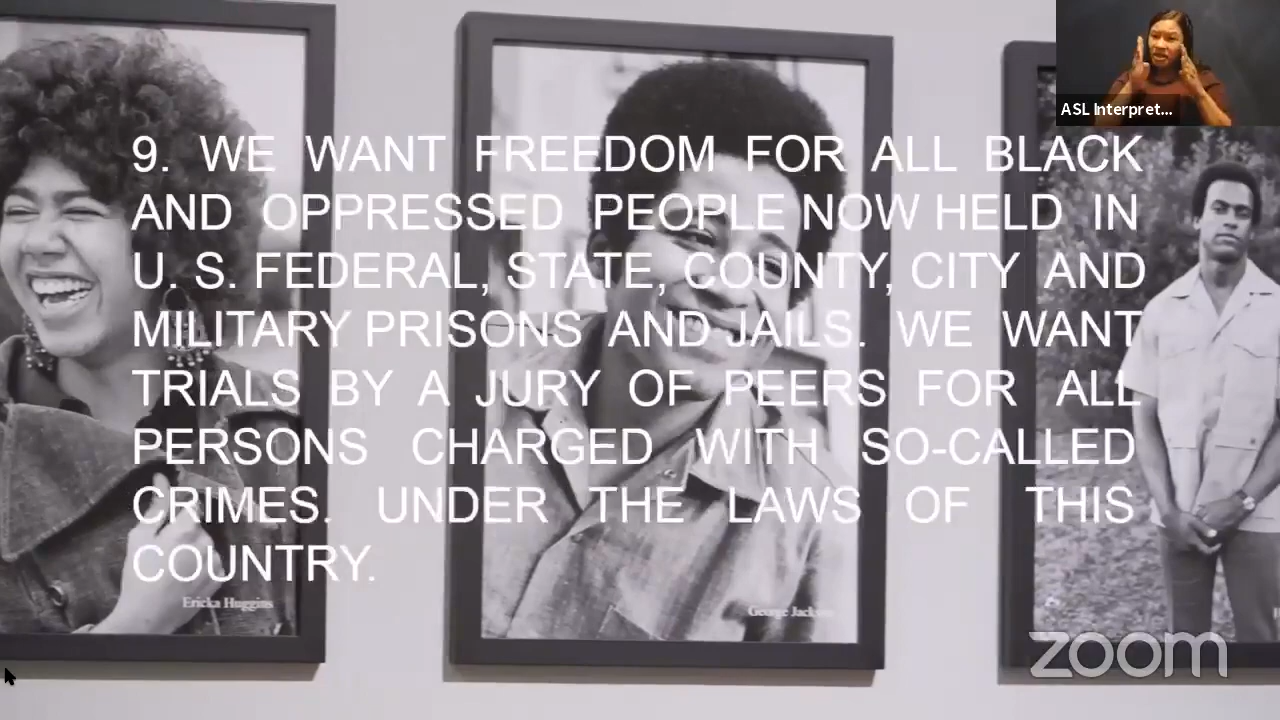 ASL Interpret...
9. WE WANT FREEDOM FOR ALL BLACK
AND OPPRESSED PEOPLE NOW HELD IN
U. S. FEDERAL, STATE, COUNTY, CITY AND
MILITARY PRISONS AND JAILS. WE WANT
TRIALS BY A JURY OF PEERS FOR ALL
PERSONS CHARGED WITH SO-CALLED
CRIMES. UNDER THE LAWS OF THIS
COUNTRY.
Ericka Huggins
George Jackson
zoom